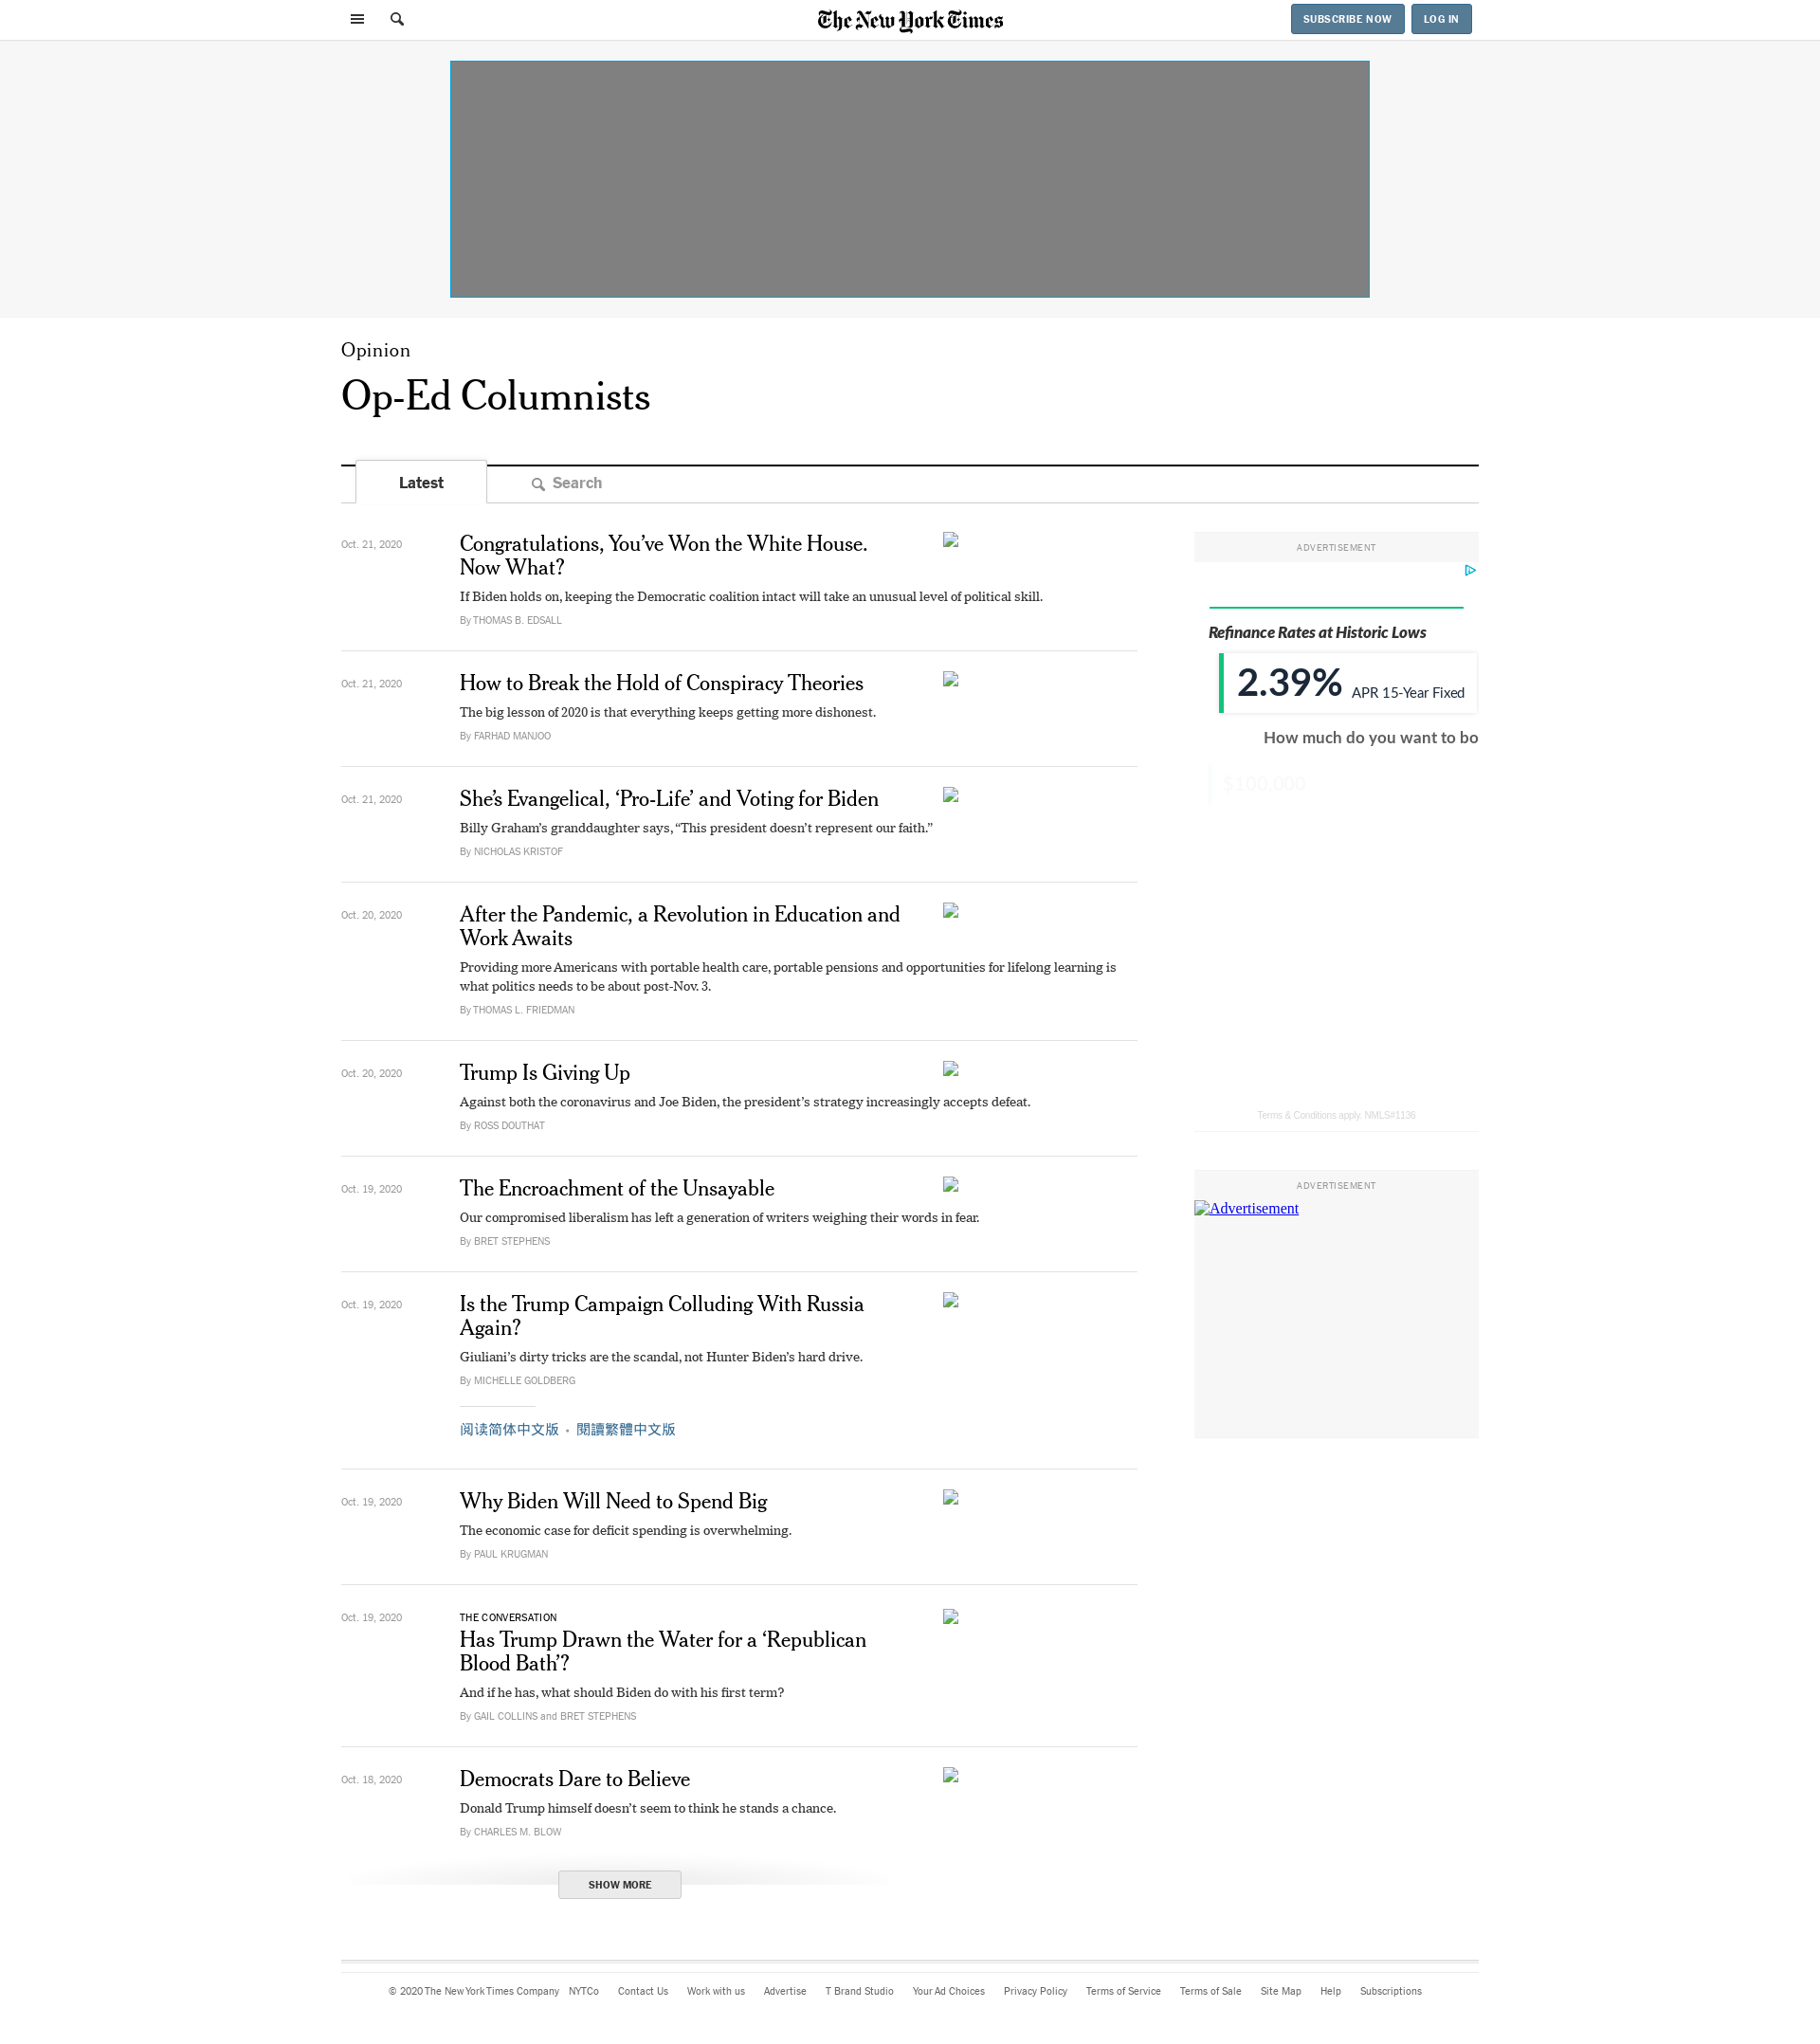 The New York Times
SUBSCRIBE NOW
LOG IN
Opinion
Op-Ed Columnists
Latest
Search
Oct. 21, 2020
Congratulations, You’ve Won the White House.
Now What?
If Biden holds on, keeping the Democratic coalition intact will take an unusual level of political skill.
By THOMAS B. EDSALL
Oct. 21, 2020
How to Break the Hold of Conspiracy Theories
The big lesson of 2020 is that everything keeps getting more dishonest.
By FARHAD MANJOO
Oct. 21, 2020
She’s Evangelical, ‘Pro-Life’ and Voting for Biden
Billy Graham’s granddaughter says, “This president doesn’t represent our faith.”
By NICHOLAS KRISTOF
Oct. 20, 2020
After the Pandemic, a Revolution in Education and
Work Awaits
Providing more Americans with portable health care, portable pensions and opportunities for lifelong learning is
what politics needs to be about post-Nov. 3.
By THOMAS L. FRIEDMAN
Oct. 20, 2020
Trump Is Giving Up
Against both the coronavirus and Joe Biden, the president’s strategy increasingly accepts defeat.
By ROSS DOUTHAT
Oct. 19, 2020
The Encroachment of the Unsayable
Our compromised liberalism has left a generation of writers weighing their words in fear.
By BRET STEPHENS
Oct. 19, 2020
Is the Trump Campaign Colluding With Russia
Again?
Giuliani’s dirty tricks are the scandal, not Hunter Biden’s hard drive.
By MICHELLE GOLDBERG
阅读简体中文版 • 閱讀繁體中文版
Oct. 19, 2020
Why Biden Will Need to Spend Big
The economic case for deficit spending is overwhelming.
By PAUL KRUGMAN
Oct. 19, 2020
THE CONVERSATION
Has Trump Drawn the Water for a ‘Republican
Blood Bath’?
And if he has, what should Biden do with his first term?
By GAIL COLLINS and BRET STEPHENS
Oct. 18, 2020
Democrats Dare to Believe
Donald Trump himself doesn’t seem to think he stands a chance.
By CHARLES M. BLOW
SHOW MORE
ADVERTISEMENT
Refinance Rates at Historic Lows
2.39% APR 15-Year Fixed
How much do you want to bo
$100,000
Terms & Conditions apply. NMLS#1136
ADVERTISEMENT
Advertisement
© 2020 The New York Times Company NYTCo Contact Us Work with us Advertise T Brand Studio Your Ad Choices Privacy Policy Terms of Service Terms of Sale Site Map Help Subscriptions